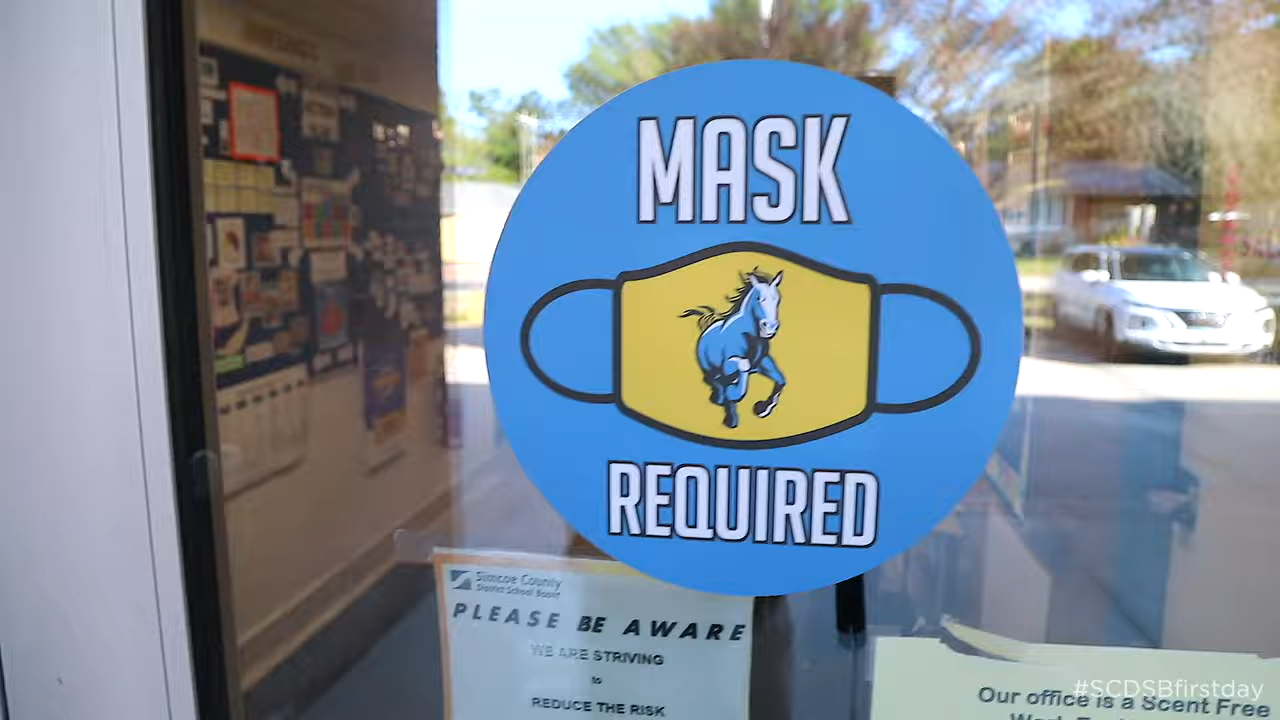 MASK
REQUIRED
Simcoe County
District School Board
PLEASE BE AWARE
WE ARE STRIVING
to
REDUCE THE RISK
Our office is a Scent Free
#SCDSBfirstday